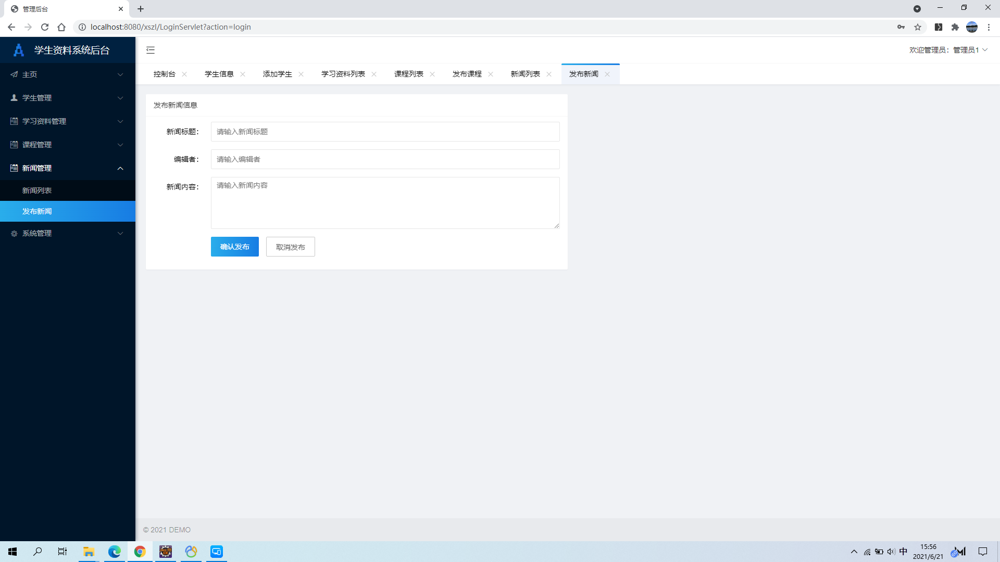 管理后台
localhost:8080/xszl/LoginServlet?action=login
学生资料系统后台
欢迎管理员：管理员1
主页
学生管理
学习资料管理
课程管理
新闻管理
新闻列表
发布新闻
系统管理
控制台 学生信息 添加学生 学习资料列表 课程列表 发布课程 新闻列表 发布新闻
发布新闻信息
新闻标题： 请输入新闻标题
编辑者： 请输入编辑者
新闻内容： 请输入新闻内容
确认发布 取消发布
© 2021 DEMO
中
15:56
2021/6/21